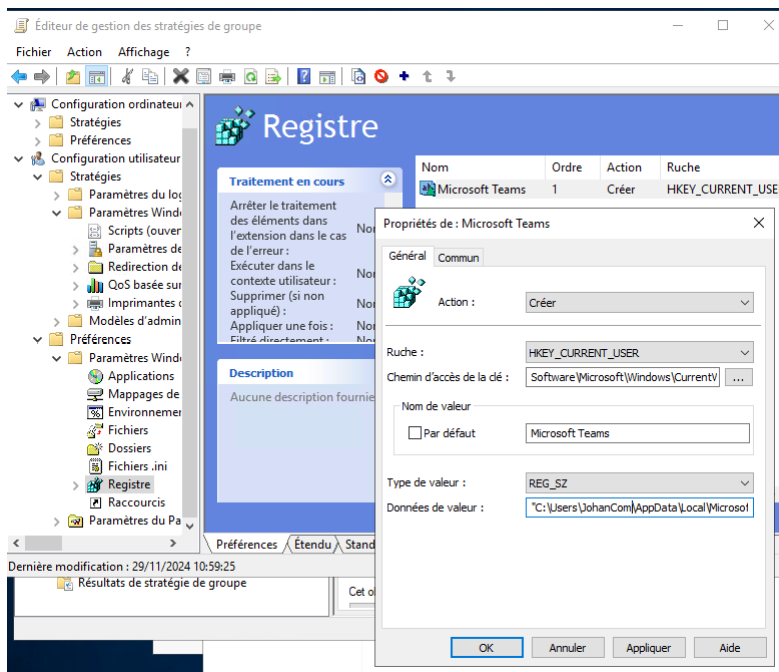 Éditeur de gestion des stratégies de groupe
Fichier Action Affichage ?
Configuration ordinateur
Stratégies
Préférences
Configuration utilisateur
Stratégies
Paramètres du log
Paramètres Wind
Scripts (ouver
Paramètres de
Redirection de
QoS basée sur
Imprimantes
Modèles d'admin
Préférences
Paramètres Wind
Applications
Mappages de
Environnemer
Fichiers
Dossiers
Fichiers .ini
Registre
Raccourcis
Paramètres du Pa
Registre
Traitement en cours
Arrêter le traitement
des éléments dans
l'extension dans le cas
de l'erreur :
Exécuter dans le
contexte utilisateur :
Supprimer (si non
appliqué) :
Appliquer une fois :
Filtré directement :
Description
Aucune description fournie
Préférences Étendu Stand
Nom Ordre Action Ruche
Microsoft Teams 1 Créer HKEY_CURRENT_USE
Propriétés de : Microsoft Teams
Général Commun
Action : Créer
Ruche : HKEY_CURRENT_USER
Chemin d'accès de la clé : Software\Microsoft\Windows\CurrentV ...
Nom de valeur
Par défaut Microsoft Teams
Type de valeur : REG_SZ
Données de valeur : "C:\Users\JohanCom\AppData\Local\Microsof
OK Annuler Appliquer Aide
Dernière modification : 29/11/2024 10:59:25
Résultats de stratégie de groupe
Cet o